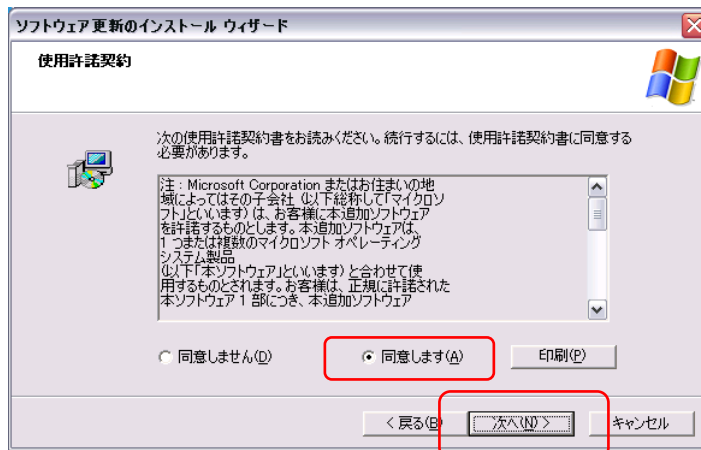 ソフトウェア更新のインストール ウィザード
使用許諾契約
次の使用許諾契約書をお読みください。続行するには、使用許諾契約書に同意する
必要があります。
注 : Microsoft Corporation またはお住まいの地
域によってはその子会社 (以下総称して「マイクロソ
フト」といいます) は、お客様に本追加ソフトウェア
を許諾するものとします。本追加ソフトウェアは、
1 つまたは複数のマイクロソフト オペレーティング
システム製品
(以下「本ソフトウェア」といいます) と合わせて使
用するものとされます。お客様は、正規に許諾された
本ソフトウェア 1 部につき、本追加ソフトウェア
同意しません(D) 同意します(A) 印刷(P)
< 戻る(B) 次へ(N) > キャンセル